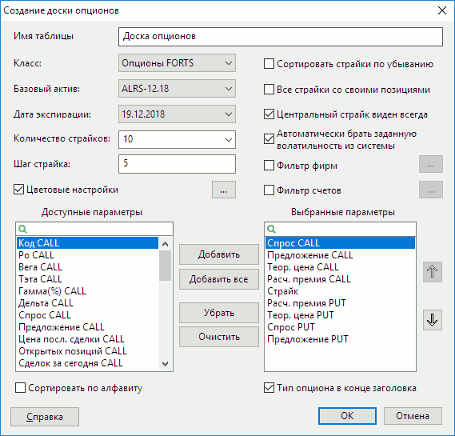 Создание доски опционов
Имя таблицы
Доска опционов
Класс:
Опционы FORTS
Базовый актив:
ALRS-12.18
Дата экспирации:
19.12.2018
Количество страйков:
10
Шаг страйка:
5
Цветовые настройки
...
Сортировать страйки по убыванию
Все страйки со своими позициями
Центральный страйк виден всегда
Автоматически брать заданную
волатильность из системы
Фильтр фирм
...
Фильтр счетов
...
Доступные параметры
Код CALL
Ро CALL
Вега CALL
Тэта CALL
Гамма(%) CALL
Дельта CALL
Спрос CALL
Предложение CALL
Цена посл. сделки CALL
Открытых позиций CALL
Сделок за сегодня CALL
Добавить
Добавить все
Убрать
Очистить
Выбранные параметры
Спрос CALL
Предложение CALL
Теор. цена CALL
Расч. премия CALL
Страйк
Расч. премия PUT
Теор. цена PUT
Спрос PUT
Предложение PUT
Сортировать по алфавиту
Тип опциона в конце заголовка
Справка
OK
Отмена